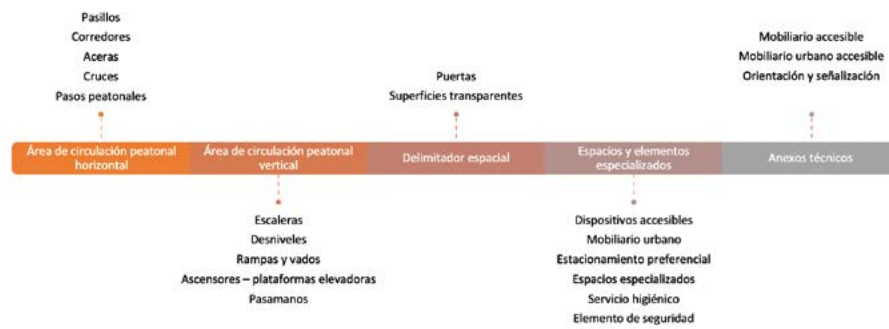 Pasillos
Corredores
Aceras
Cruces
Pasos peatonales
Puertas
Superficies transparentes
Mobiliario accesible
Mobiliario urbano accesible
Orientación y señalización
Área de circulación peatonal
horizontal
Área de circulación peatonal
vertical
Delimitador espacial
Espacios y elementos
especializados
Anexos técnicos
Escaleras
Desniveles
Rampas y vados
Ascensores – plataformas elevadoras
Pasamanos
Dispositivos accesibles
Mobiliario urbano
Estacionamiento preferencial
Espacios especializados
Servicio higiénico
Elemento de seguridad